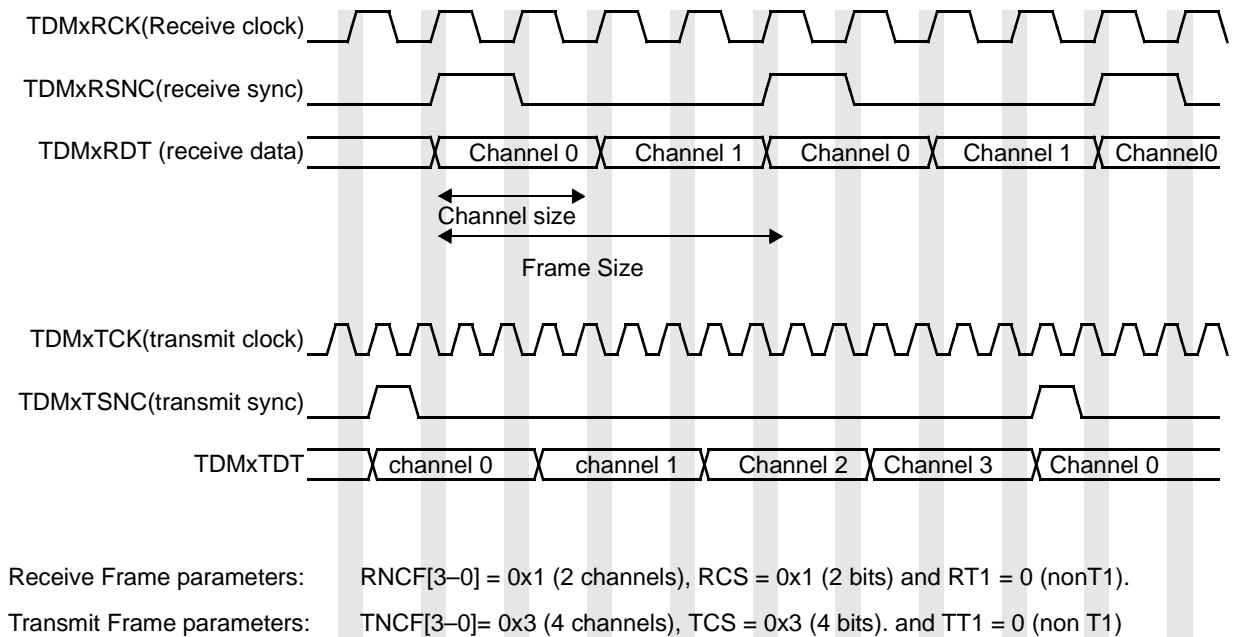 TDMxRCK(Receive clock)
TDMxRSNC(receive sync)
TDMxRDT (receive data)
Channel 0 Channel 1 Channel 0 Channel 1 Channel0
Channel size
Frame Size
TDMxTCK(transmit clock)
TDMxTSNC(transmit sync)
TDMxTDT
channel 0 channel 1 Channel 2 Channel 3 Channel 0
Receive Frame parameters: RNCF[3–0] = 0x1 (2 channels), RCS = 0x1 (2 bits) and RT1 = 0 (nonT1).
Transmit Frame parameters: TNCF[3–0]= 0x3 (4 channels), TCS = 0x3 (4 bits). and TT1 = 0 (non T1)